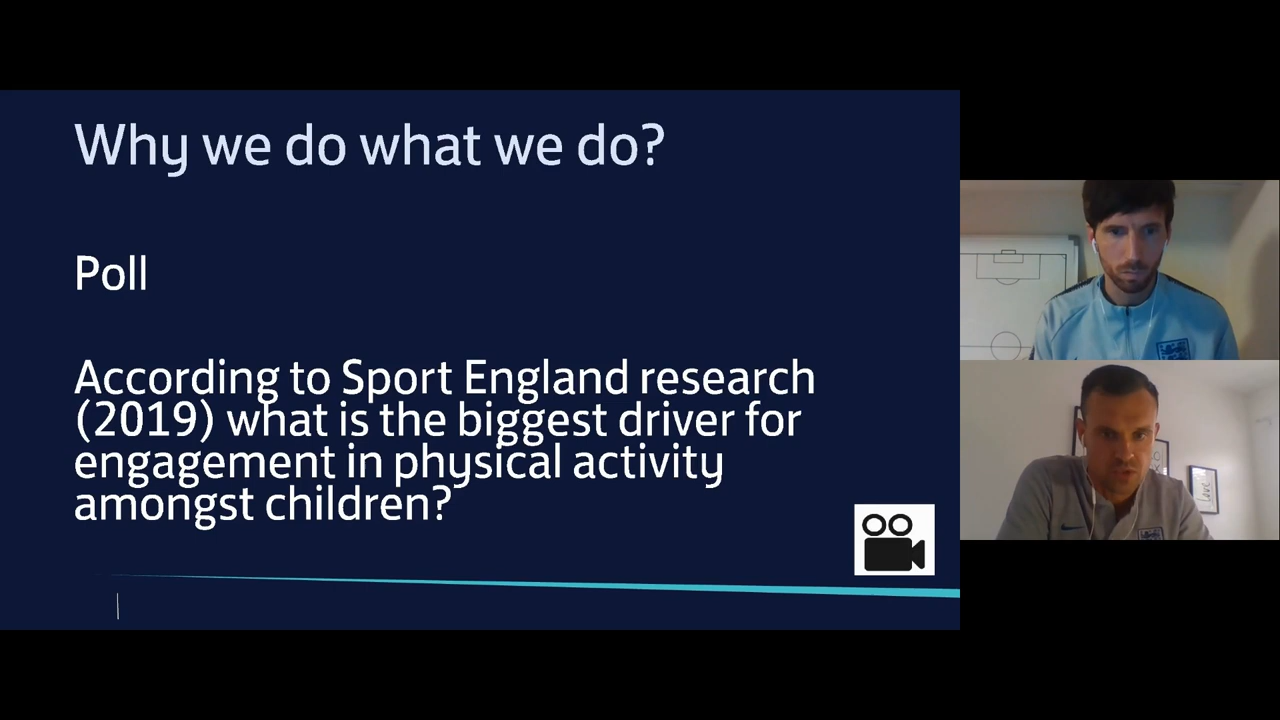 Why we do what we do?
Poll
According to Sport England research
(2019) what is the biggest driver for
engagement in physical activity
amongst children?
love